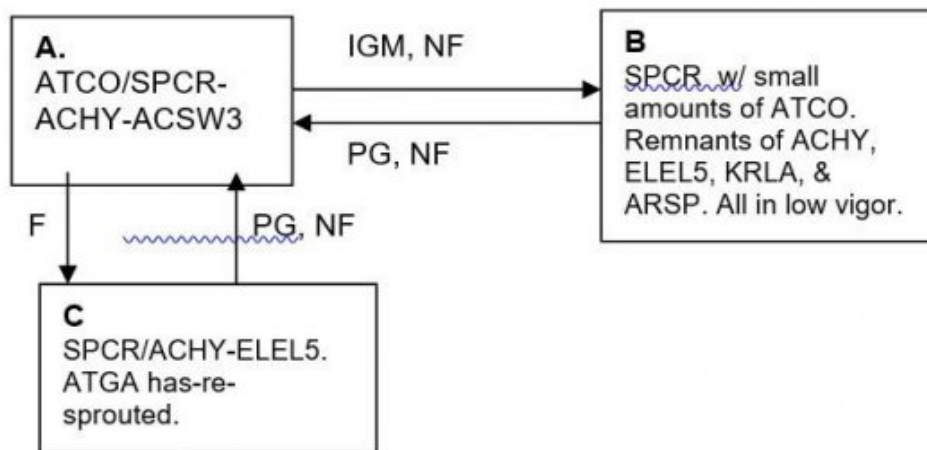 A.
ATCO/SPCR-
ACHY-ACSW3
IGM, NF
PG, NF
B
SPCR w/ small
amounts of ATCO.
Remnants of ACHY,
ELEL5, KRLA, &
ARSP. All in low vigor.
F
PG, NF
C
SPCR/ACHY-ELEL5.
ATGA has-re-
sprouted.